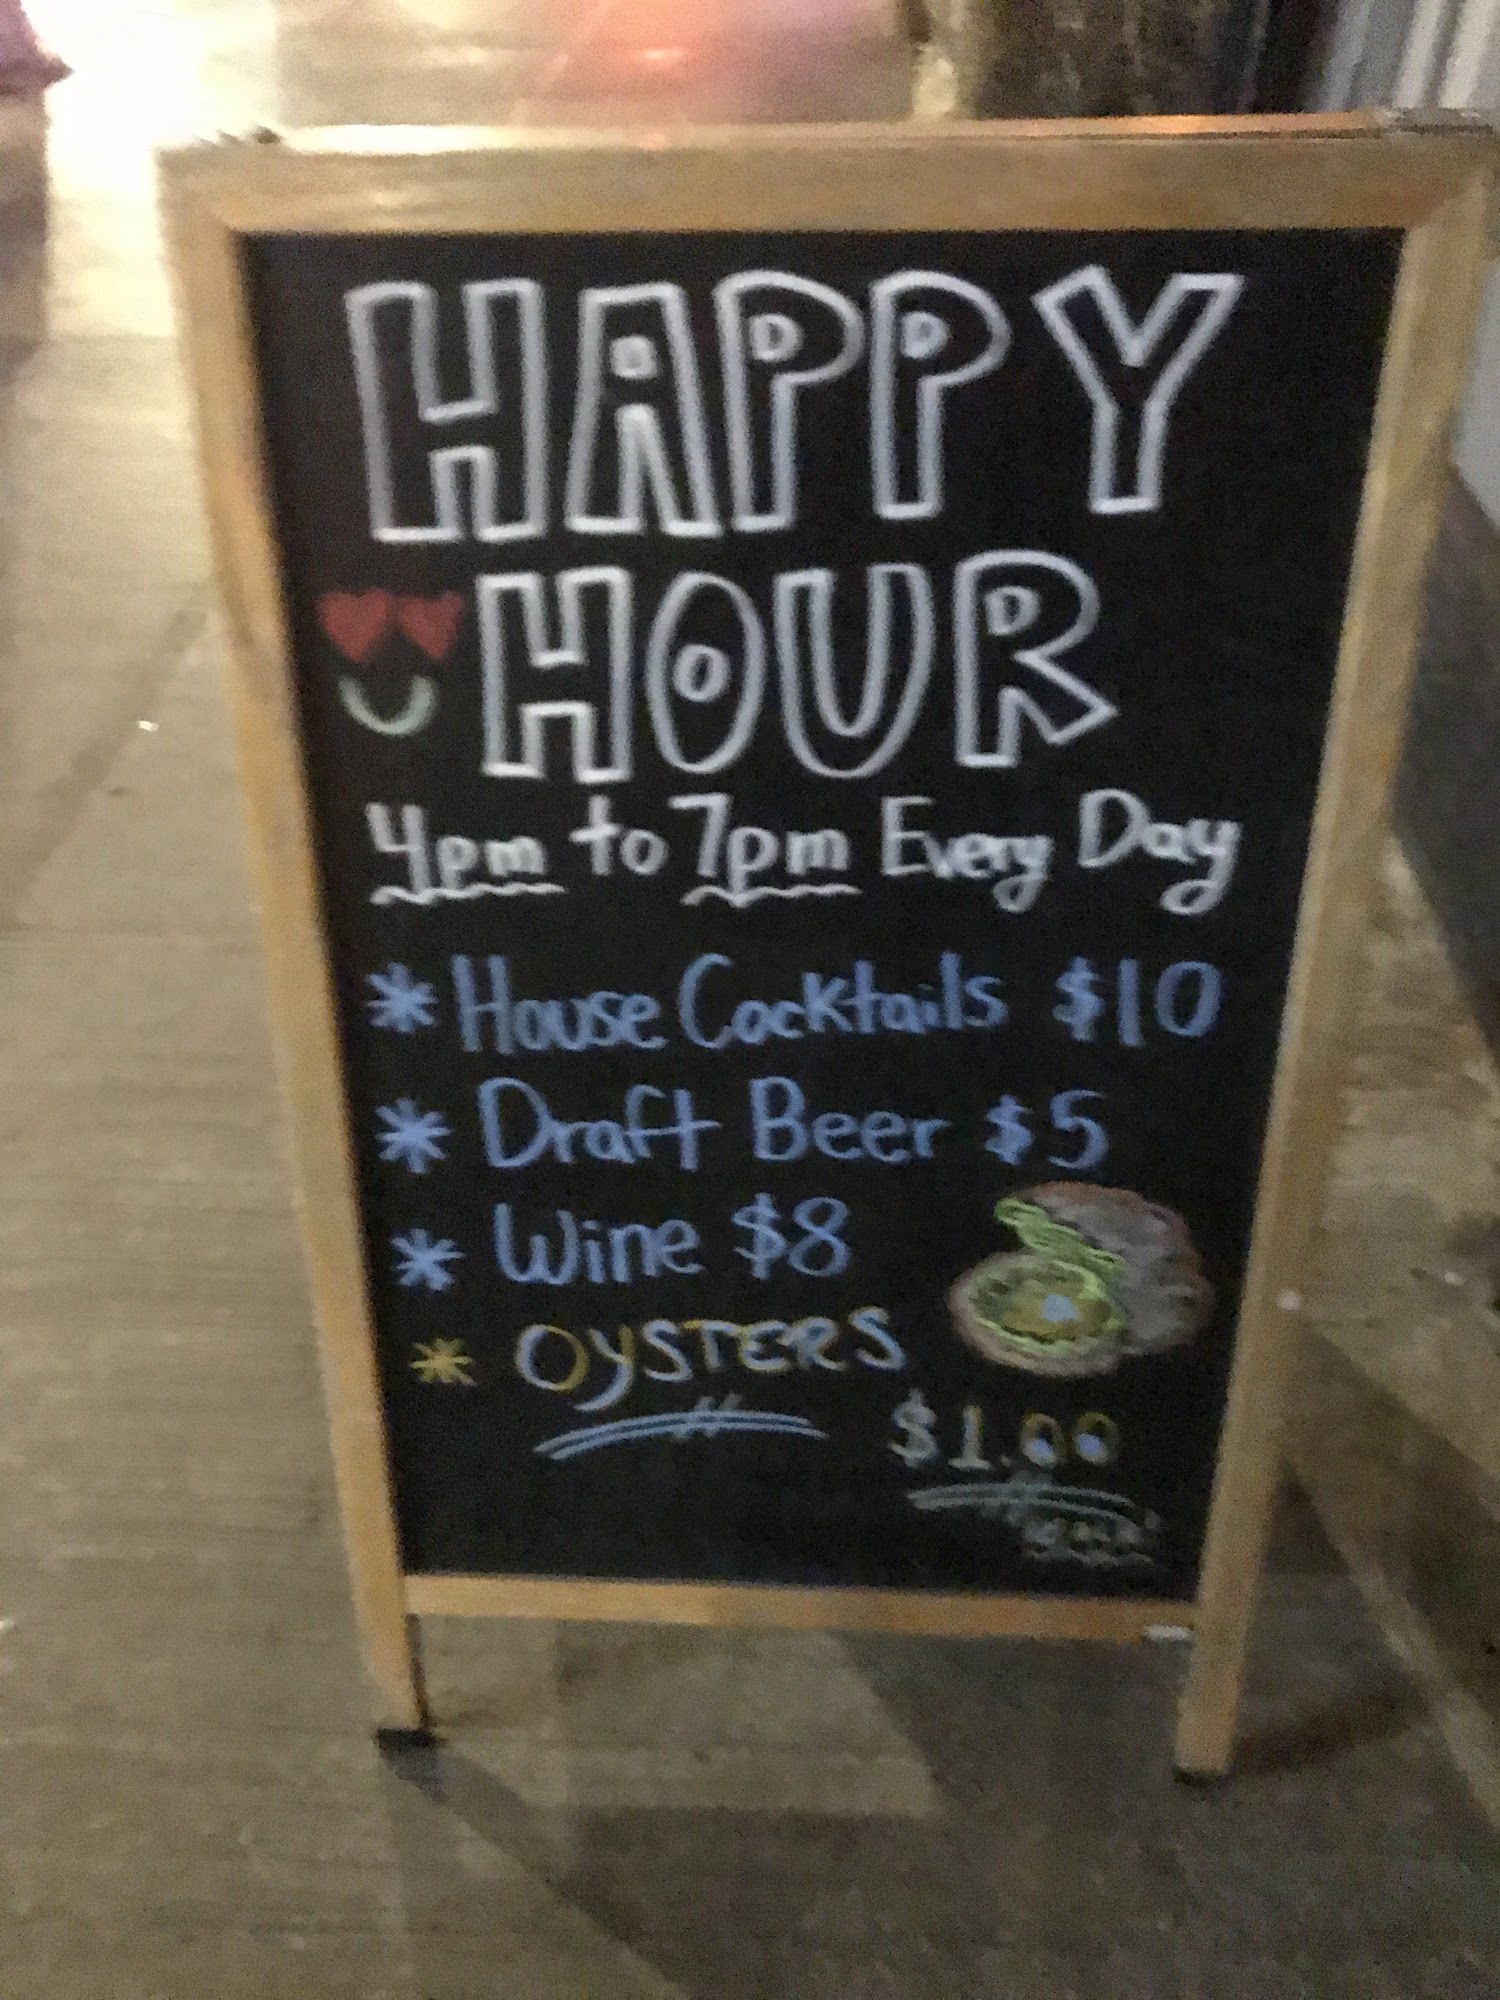 HAPPY
HOUR
4pm to 7pm Every Day
* House Cocktails $10
* Draft Beer $5
* Wine $8
* OYSTERS
$1.00